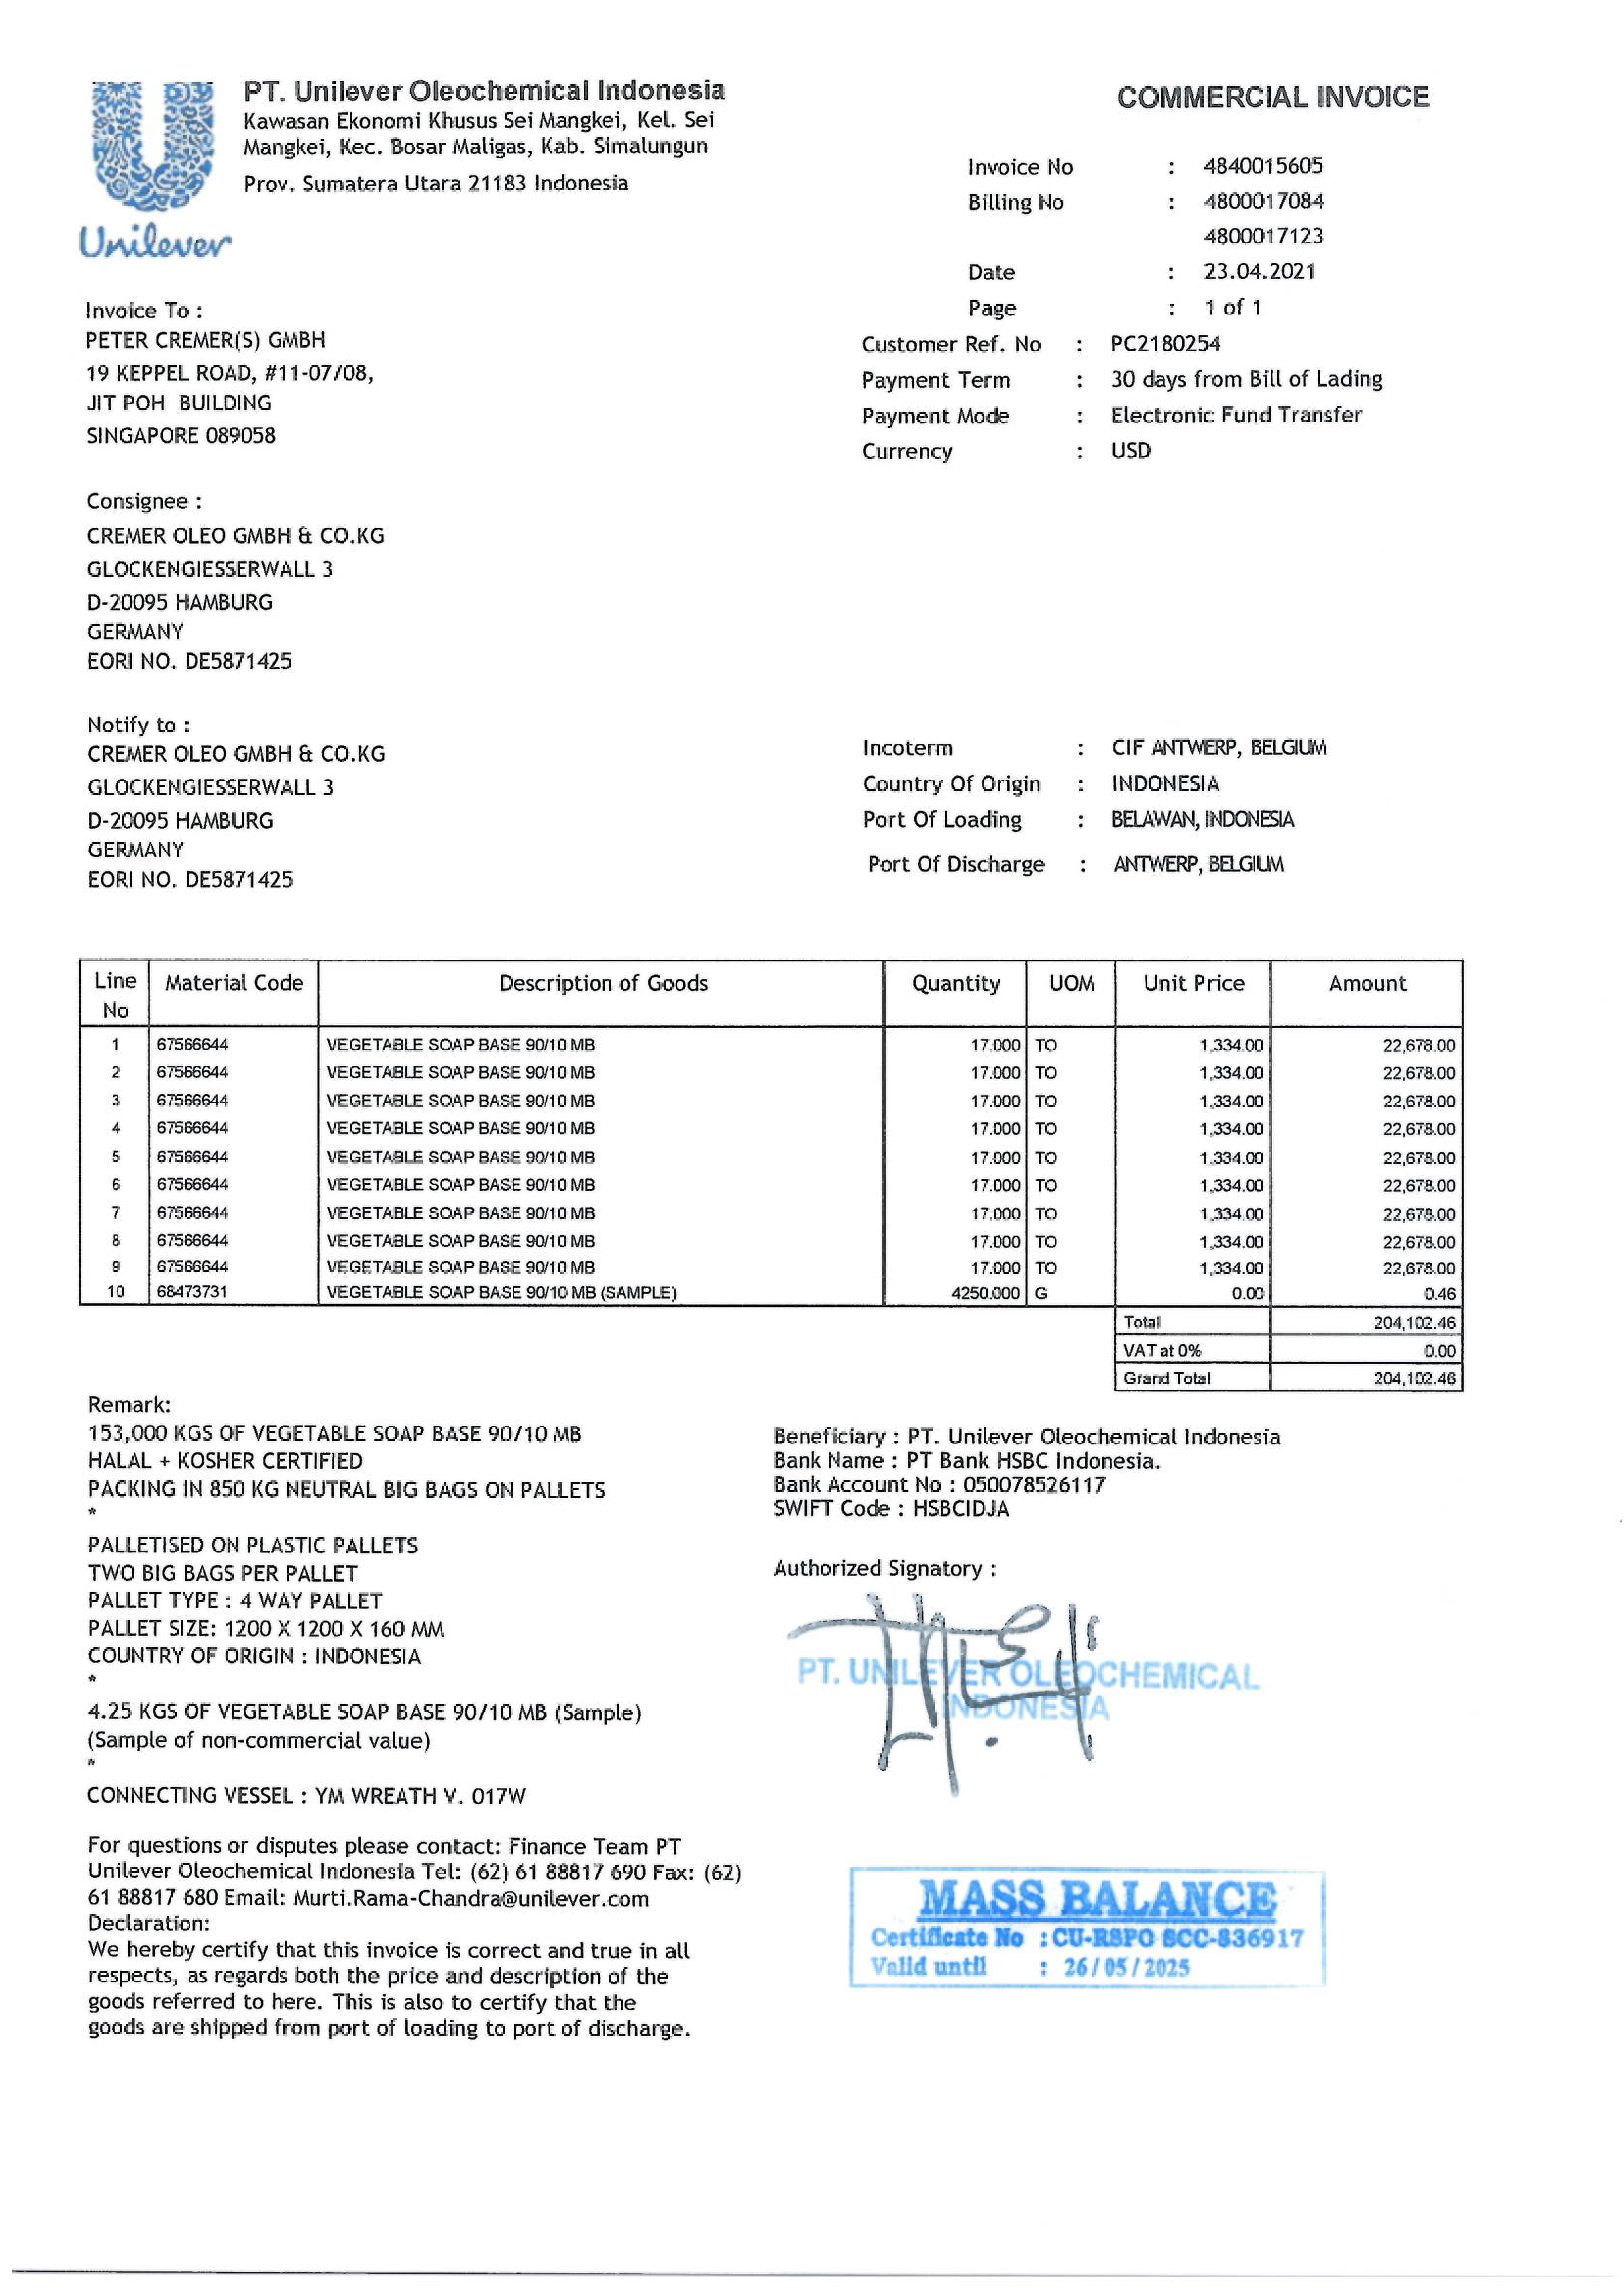 PT. Unilever Oleochemical Indonesia
Kawasan Ekonomi Khusus Sei Mangkei, Kel. Sei
Mangkei, Kec. Bosar Maligas, Kab. Simalungun
Prov. Sumatera Utara 21183 Indonesia
Unilever
COMMERCIAL INVOICE
Invoice No : 4840015605
Billing No : 4800017084
4800017123
Date : 23.04.2021
Page : 1 of 1
Customer Ref. No : PC2180254
Payment Term : 30 days from Bill of Lading
Payment Mode : Electronic Fund Transfer
Currency : USD
Invoice To :
PETER CREMER(S) GMBH
19 KEPPEL ROAD, #11-07/08,
JIT POH BUILDING
SINGAPORE 089058
Consignee :
CREMER OLEO GMBH & CO.KG
GLOCKENGIESSERWALL 3
D-20095 HAMBURG
GERMANY
EORI NO. DE5871425
Notify to :
CREMER OLEO GMBH & CO.KG
GLOCKENGIESSERWALL 3
D-20095 HAMBURG
GERMANY
EORI NO. DE5871425
Incoterm : CIF ANTWERP, BELGIUM
Country Of Origin : INDONESIA
Port Of Loading : BELAWAN, INDONESIA
Port Of Discharge : ANTWERP, BELGIUM
Line No Material Code Description of Goods Quantity UOM Unit Price Amount
1 67566644 VEGETABLE SOAP BASE 90/10 MB 17.000 TO 1,334.00 22,678.00
2 67566644 VEGETABLE SOAP BASE 90/10 MB 17.000 TO 1,334.00 22,678.00
3 67566644 VEGETABLE SOAP BASE 90/10 MB 17.000 TO 1,334.00 22,678.00
4 67566644 VEGETABLE SOAP BASE 90/10 MB 17.000 TO 1,334.00 22,678.00
5 67566644 VEGETABLE SOAP BASE 90/10 MB 17.000 TO 1,334.00 22,678.00
6 67566644 VEGETABLE SOAP BASE 90/10 MB 17.000 TO 1,334.00 22,678.00
7 67566644 VEGETABLE SOAP BASE 90/10 MB 17.000 TO 1,334.00 22,678.00
8 67566644 VEGETABLE SOAP BASE 90/10 MB 17.000 TO 1,334.00 22,678.00
9 67566644 VEGETABLE SOAP BASE 90/10 MB 17.000 TO 1,334.00 22,678.00
10 68473731 VEGETABLE SOAP BASE 90/10 MB (SAMPLE) 4250.000 G 0.00 0.46
Total 204,102.46
VAT at 0% 0.00
Grand Total 204,102.46
Remark:
153,000 KGS OF VEGETABLE SOAP BASE 90/10 MB
HALAL + KOSHER CERTIFIED
PACKING IN 850 KG NEUTRAL BIG BAGS ON PALLETS
*
PALLETISED ON PLASTIC PALLETS
TWO BIG BAGS PER PALLET
PALLET TYPE : 4 WAY PALLET
PALLET SIZE: 1200 X 1200 X 160 MM
COUNTRY OF ORIGIN : INDONESIA
*
4.25 KGS OF VEGETABLE SOAP BASE 90/10 MB (Sample)
(Sample of non-commercial value)
*
CONNECTING VESSEL : YM WREATH V. 017W
For questions or disputes please contact: Finance Team PT
Unilever Oleochemical Indonesia Tel: (62) 61 88817 690 Fax: (62)
61 88817 680 Email: Murti.Rama-Chandra@unilever.com
Declaration:
We hereby certify that this invoice is correct and true in all
respects, as regards both the price and description of the
goods referred to here. This is also to certify that the
goods are shipped from port of loading to port of discharge.
Beneficiary : PT. Unilever Oleochemical Indonesia
Bank Name : PT Bank HSBC Indonesia.
Bank Account No : 050078526117
SWIFT Code : HSBCIDJA
Authorized Signatory :
PT. UNILEVER OLEOCHEMICAL
INDONESIA
MASS BALANCE
Certificate No : CU-RSPO SCC-836917
Valid until : 26/05/2025